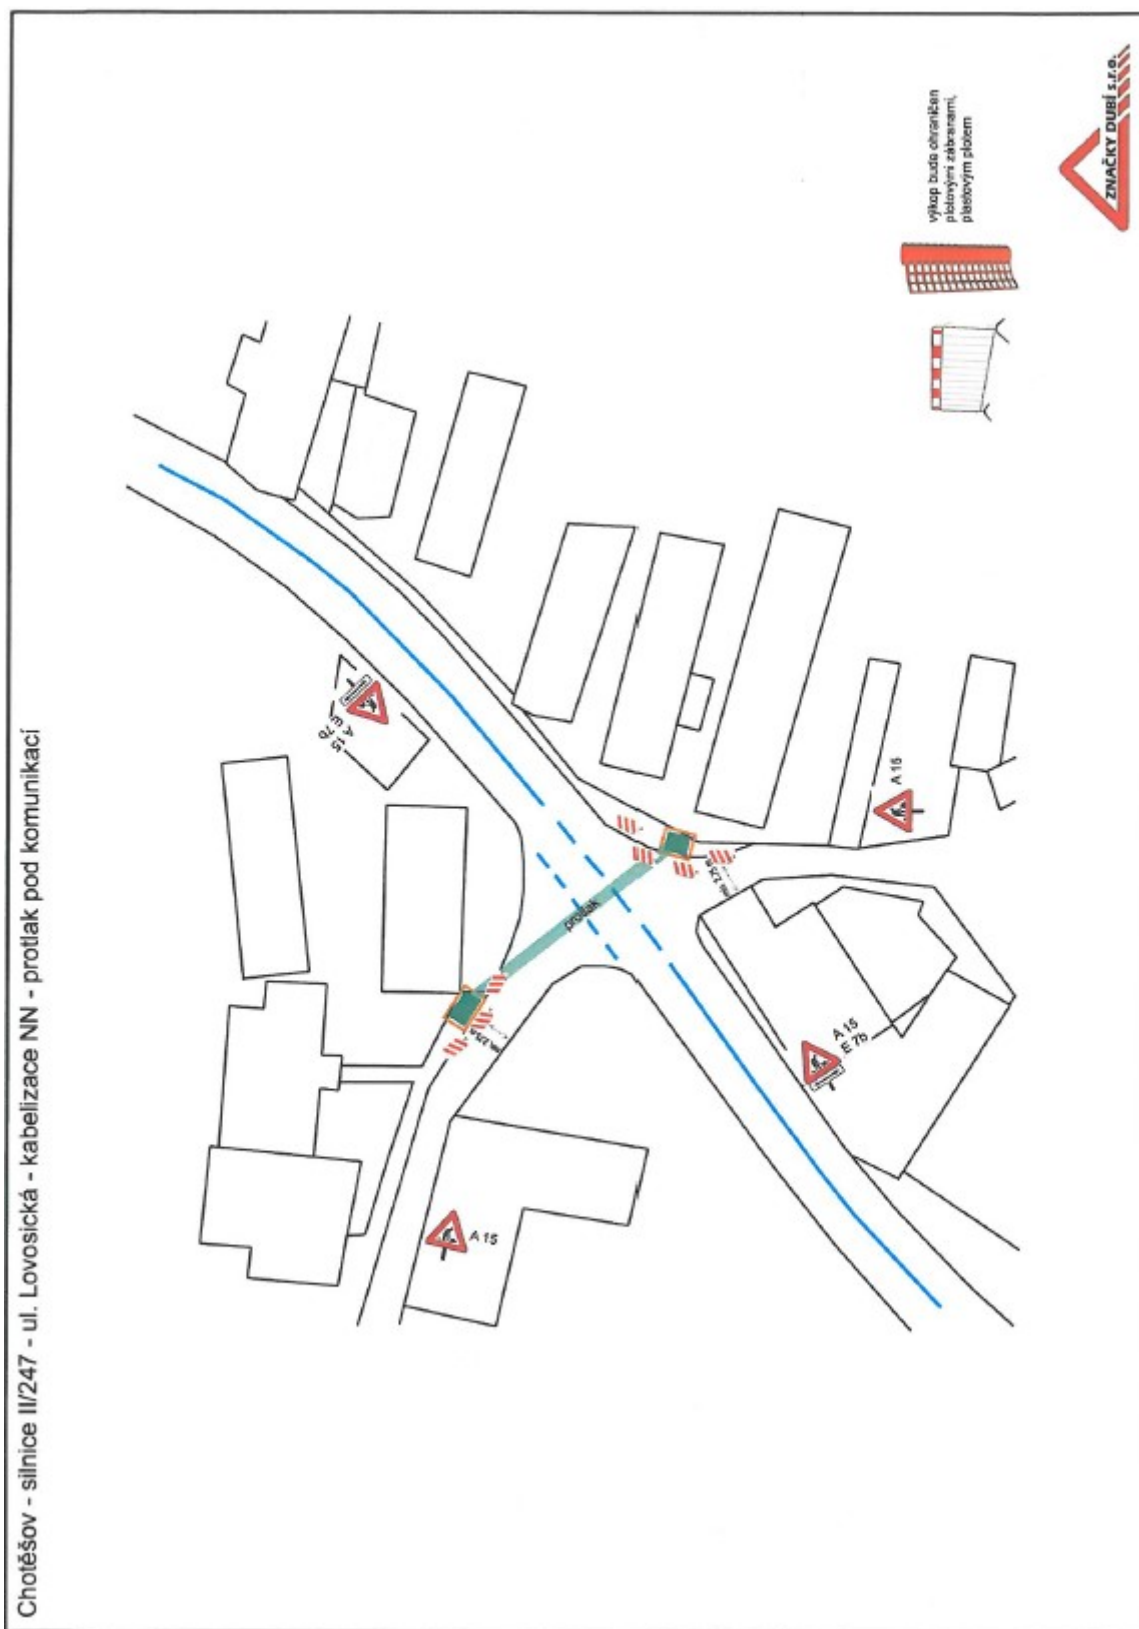 Chotěšov - silnice II/247 - ul. Lovosická - kabelizace NN - protlak pod komunikací
A 15
E 7b
A 15
protlak
A 15
A 15
E 7b
výkop bude ohraničen
plotovými zábranami,
plastovým plotem
ZNAČKY DUBÍ s.r.o.